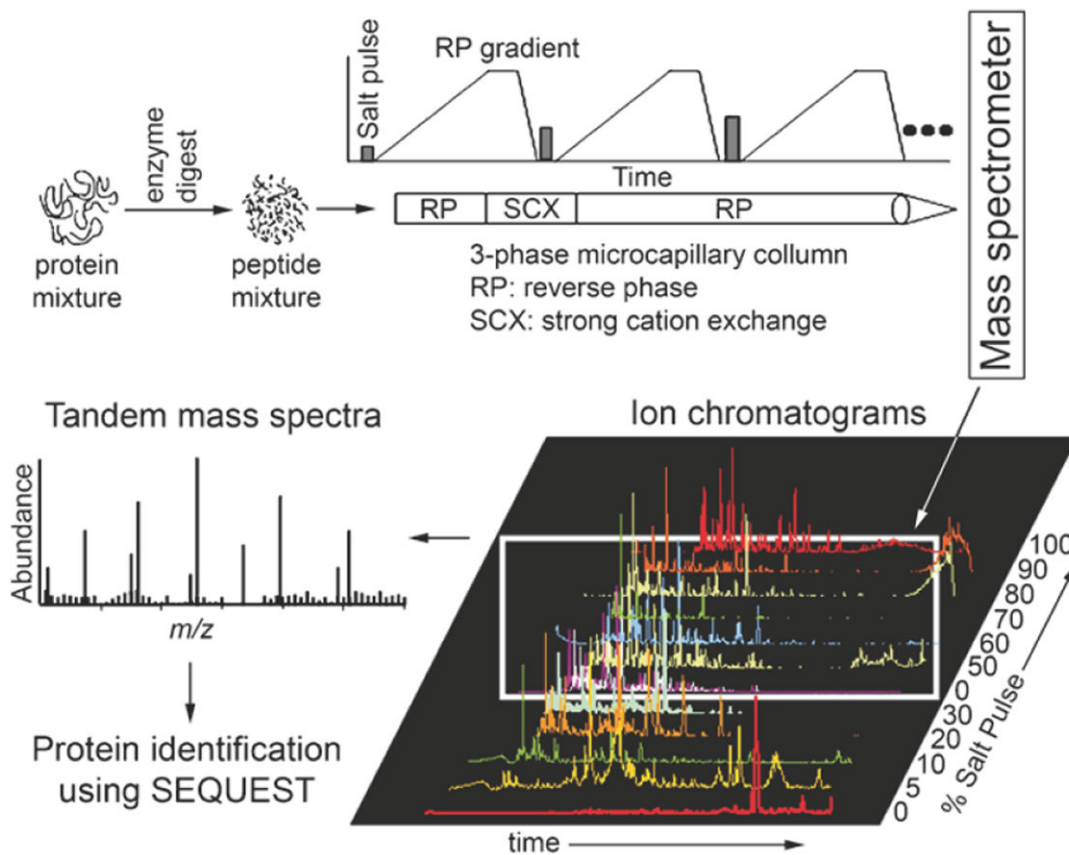 RP gradient
Salt pulse
Time
enzyme
digest
protein
mixture
peptide
mixture
RP
SCX
RP
3-phase microcapillary collumn
RP: reverse phase
SCX: strong cation exchange
Mass spectrometer
Tandem mass spectra
Abundance
m/z
Protein identification
using SEQUEST
Ion chromatograms
100
90
80
70
60
50
0
30
20
10
5
0
% Salt Pulse
time